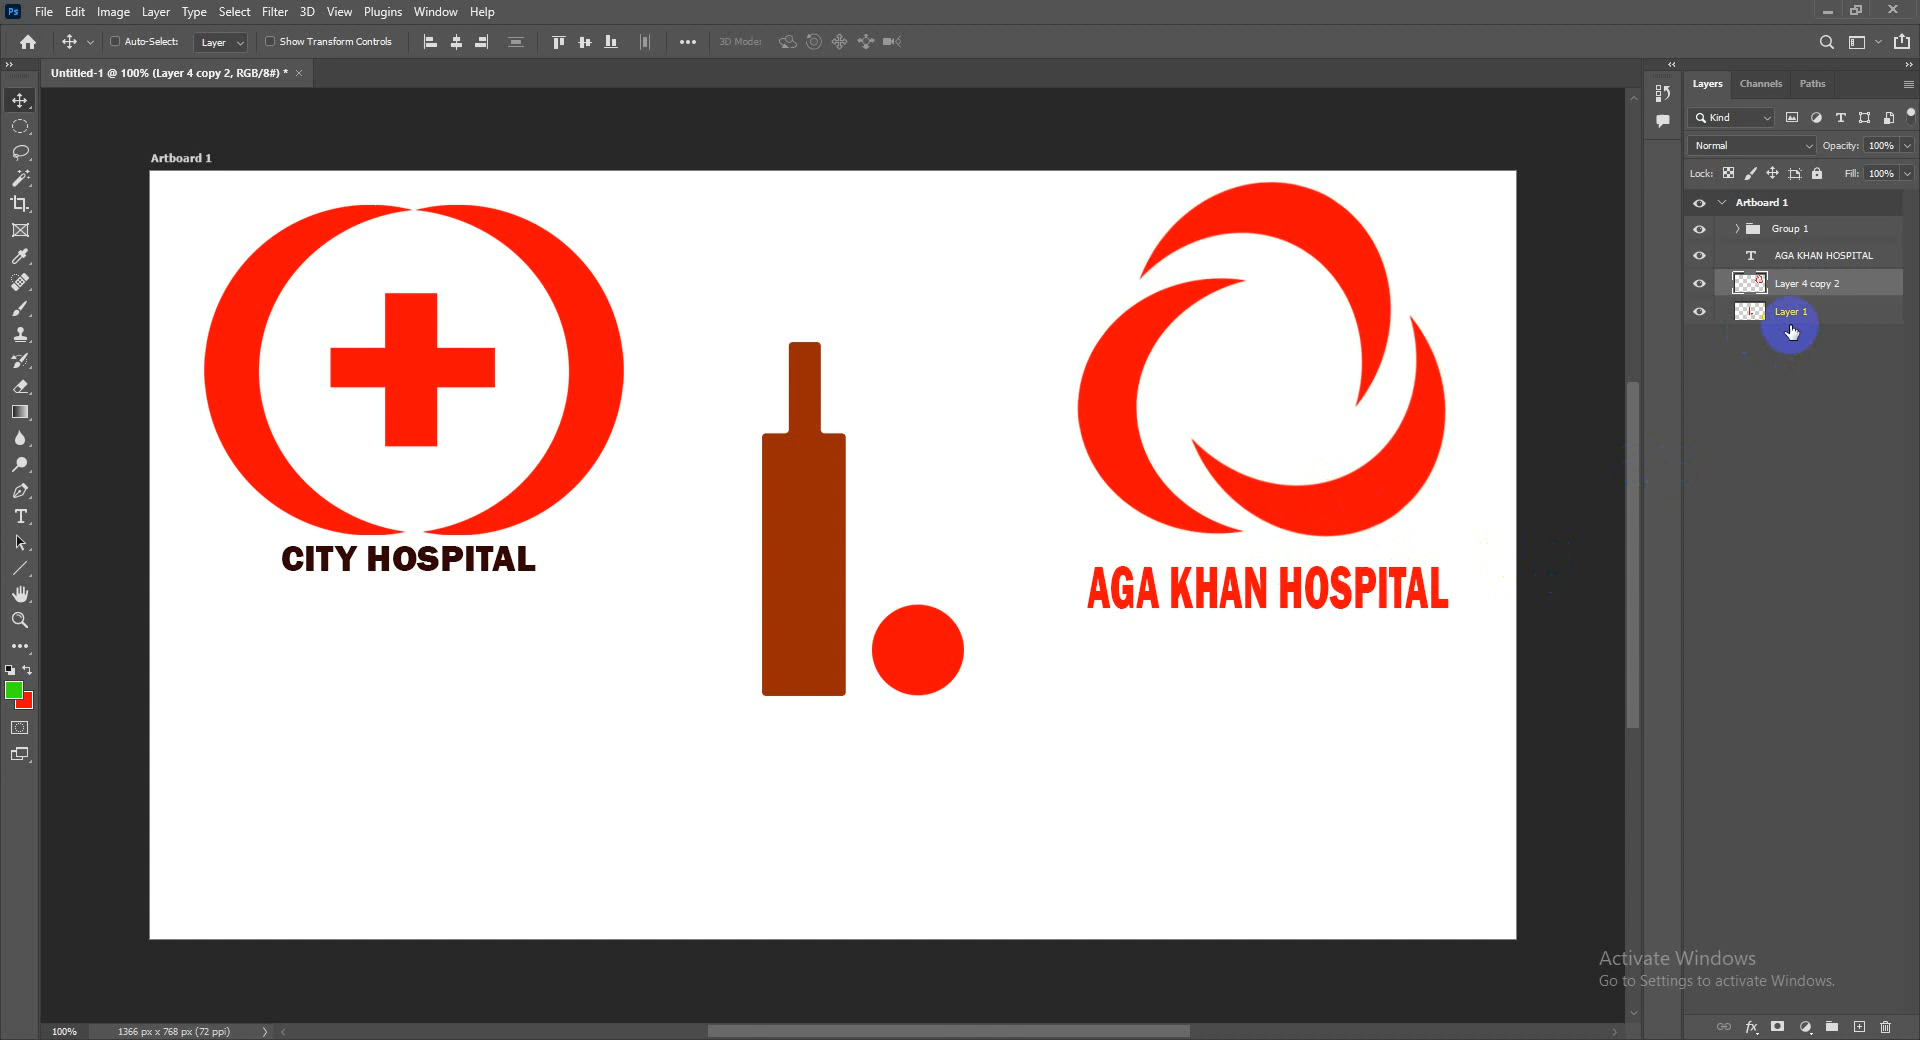 Ps File Edit Image Layer Type Select Filter 3D View Plugins Window Help
Auto-Select: Layer Show Transform Controls 3D Mode:
Untitled-1 @ 100% (Layer 4 copy 2, RGB/8#) * ×
Artboard 1
CITY HOSPITAL
AGA KHAN HOSPITAL
Layers Channels Paths
Kind
Normal Opacity: 100%
Lock: Fill: 100%
Artboard 1
Group 1
T AGA KHAN HOSPITAL
Layer 4 copy 2
Layer 1
Activate Windows
Go to Settings to activate Windows.
100% 1366 px x 768 px (72 ppi)
fx